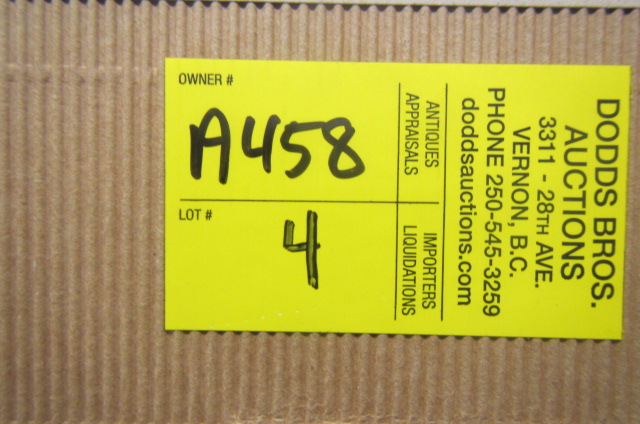 OWNER #
A458
LOT #
4
DODDS BROS.
AUCTIONS
3311 - 28TH AVE.
VERNON, B.C.
PHONE 250-545-3259
doddsauctions.com
ANTIQUES
APPRAISALS
IMPORTERS
LIQUIDATIONS